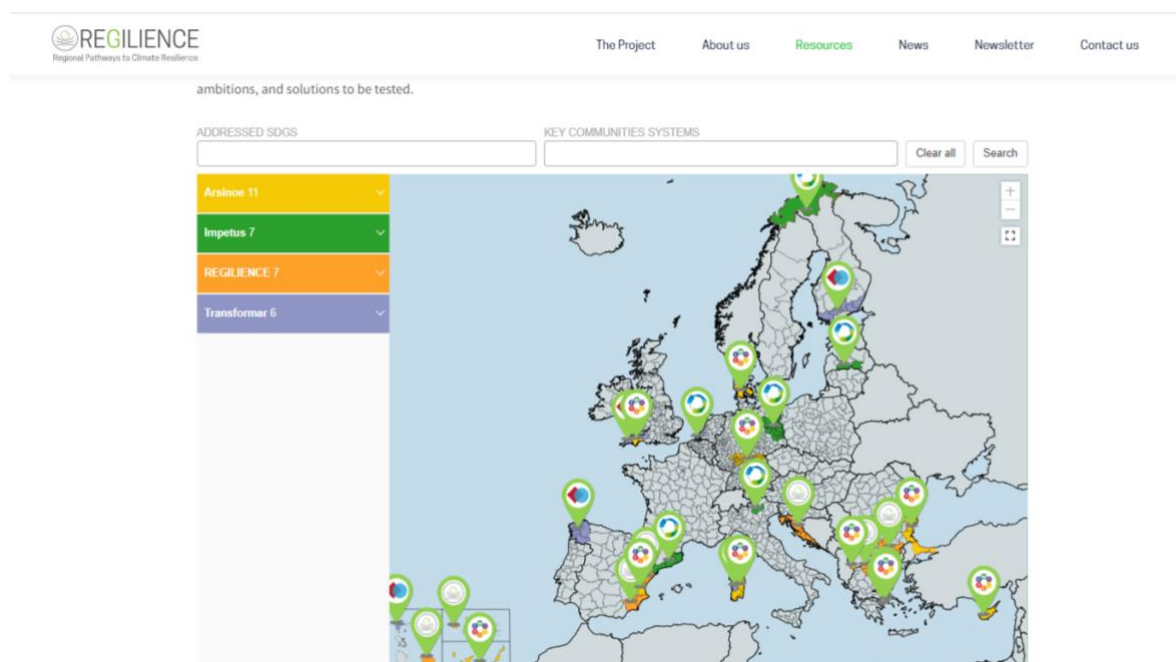 REGILIENCE
Regional Pathways to Climate Resilience
The Project About us Resources News Newsletter Contact us
ambitions, and solutions to be tested.
ADDRESSED SDGS KEY COMMUNITIES SYSTEMS
Clear all Search
Arsinoe 11
Impetus 7
REGILIENCE 7
Transformar 6
+
−